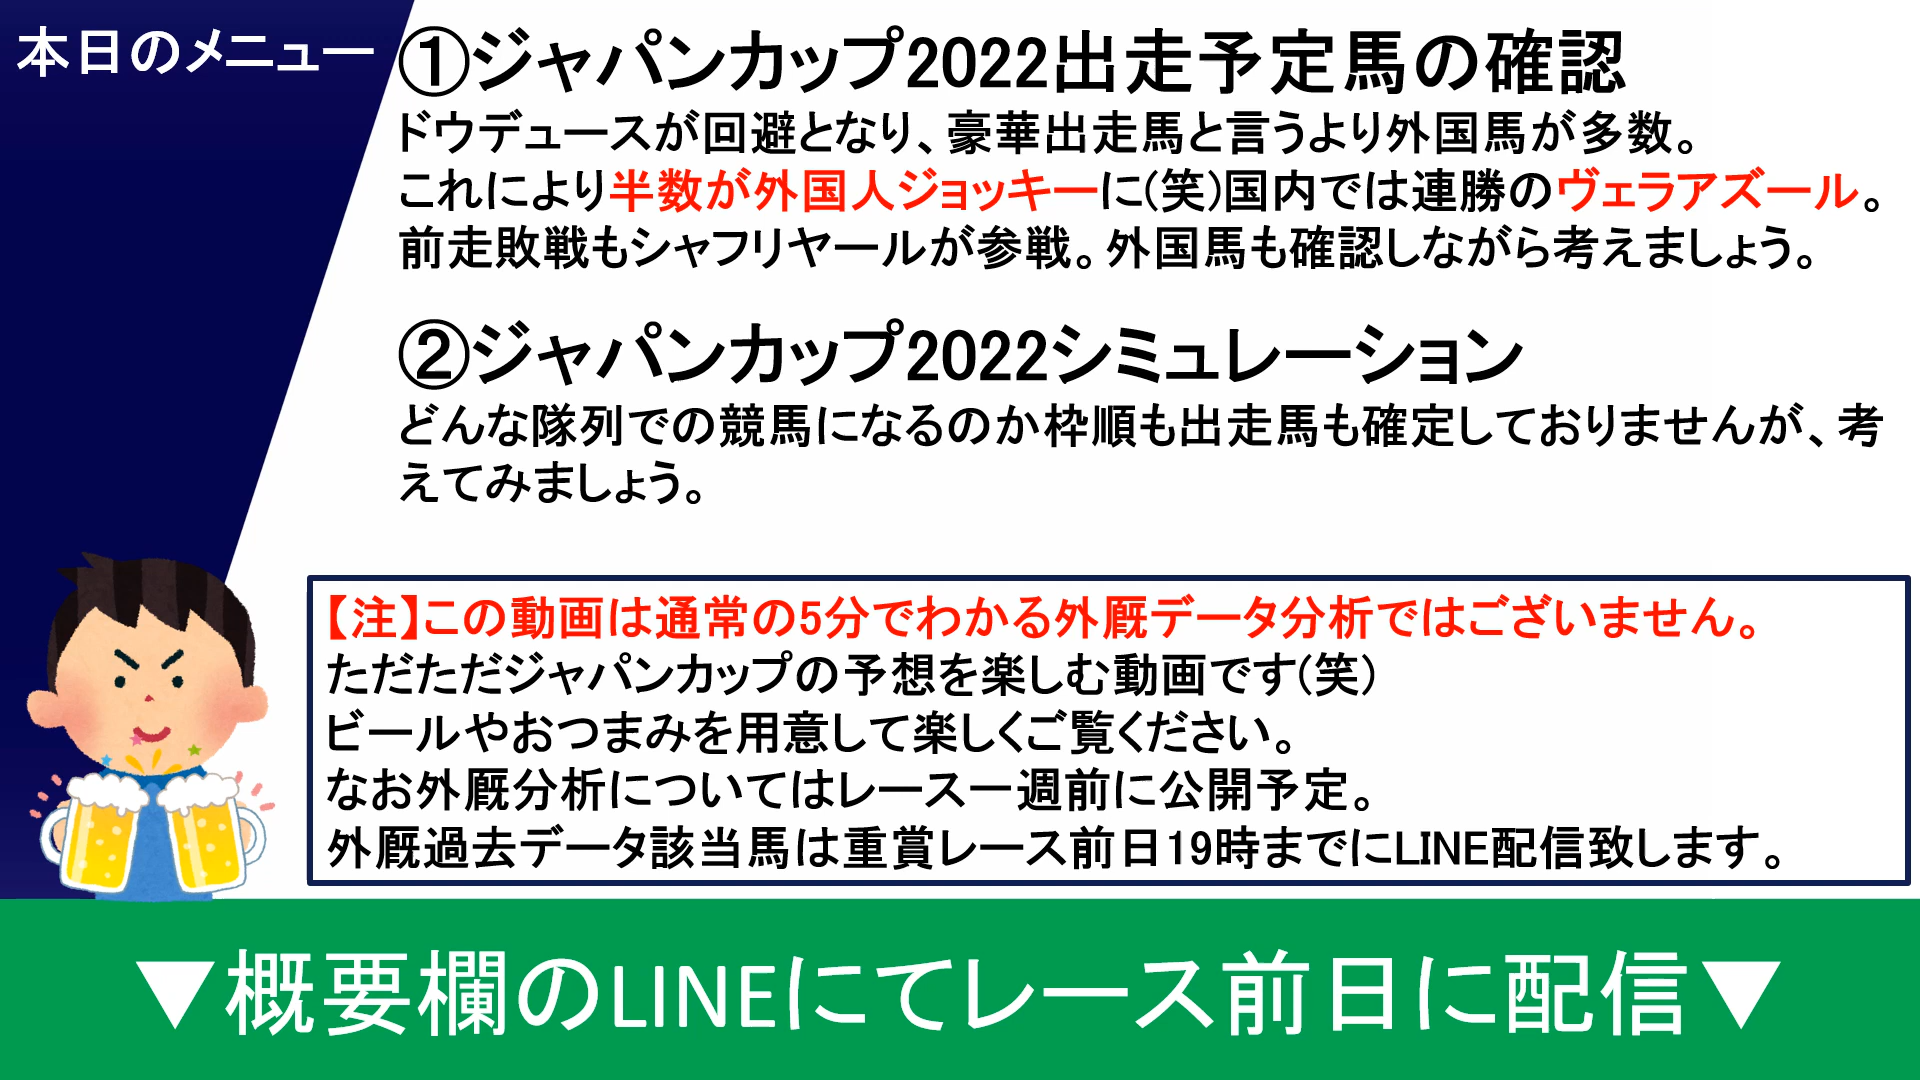 本日のメニュー
①ジャパンカップ2022出走予定馬の確認
ドウデュースが回避となり、豪華出走馬と言うより外国馬が多数。
これにより半数が外国人ジョッキーに(笑)国内では連勝のヴェラアズール。
前走敗戦もシャフリヤールが参戦。外国馬も確認しながら考えましょう。
②ジャパンカップ2022シミュレーション
どんな隊列での競馬になるのか枠順も出走馬も確定しておりませんが、考
えてみましょう。
【注】この動画は通常の5分でわかる外厩データ分析ではございません。
ただただジャパンカップの予想を楽しむ動画です(笑)
ビールやおつまみを用意して楽しくご覧ください。
なお外厩分析についてはレース一週前に公開予定。
外厩過去データ該当馬は重賞レース前日19時までにLINE配信致します。
▼概要欄のLINEにてレース前日に配信▼